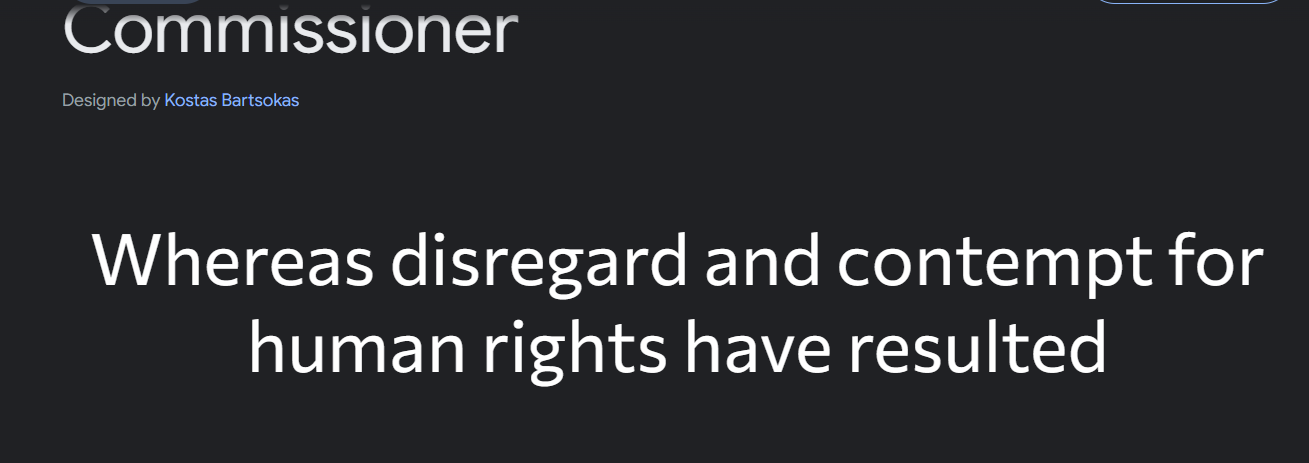 Commissioner
Designed by Kostas Bartsokas
Whereas disregard and contempt for
human rights have resulted